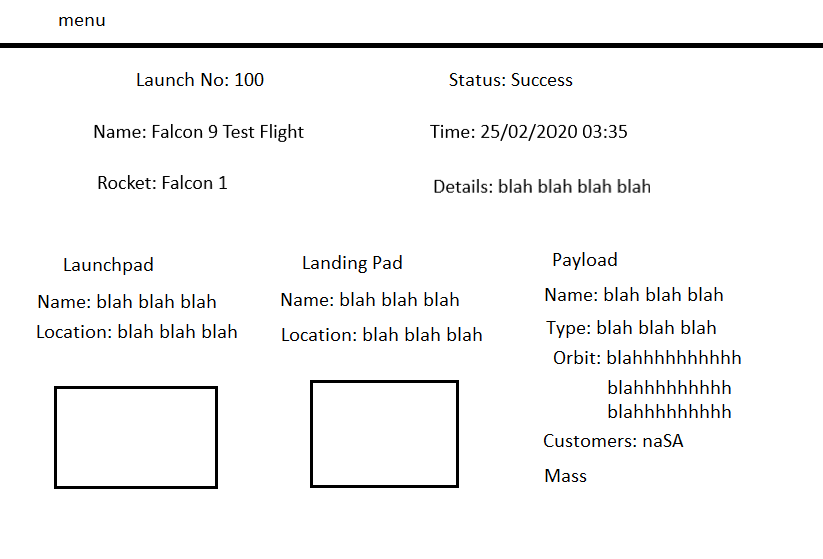 menu
Launch No: 100
Status: Success
Name: Falcon 9 Test Flight
Time: 25/02/2020 03:35
Rocket: Falcon 1
Details: blah blah blah blah
Launchpad
Name: blah blah blah
Location: blah blah blah
Landing Pad
Name: blah blah blah
Location: blah blah blah
Payload
Name: blah blah blah
Type: blah blah blah
Orbit: blahhhhhhhhhh
blahhhhhhhhh
blahhhhhhhhh
Customers: naSA
Mass